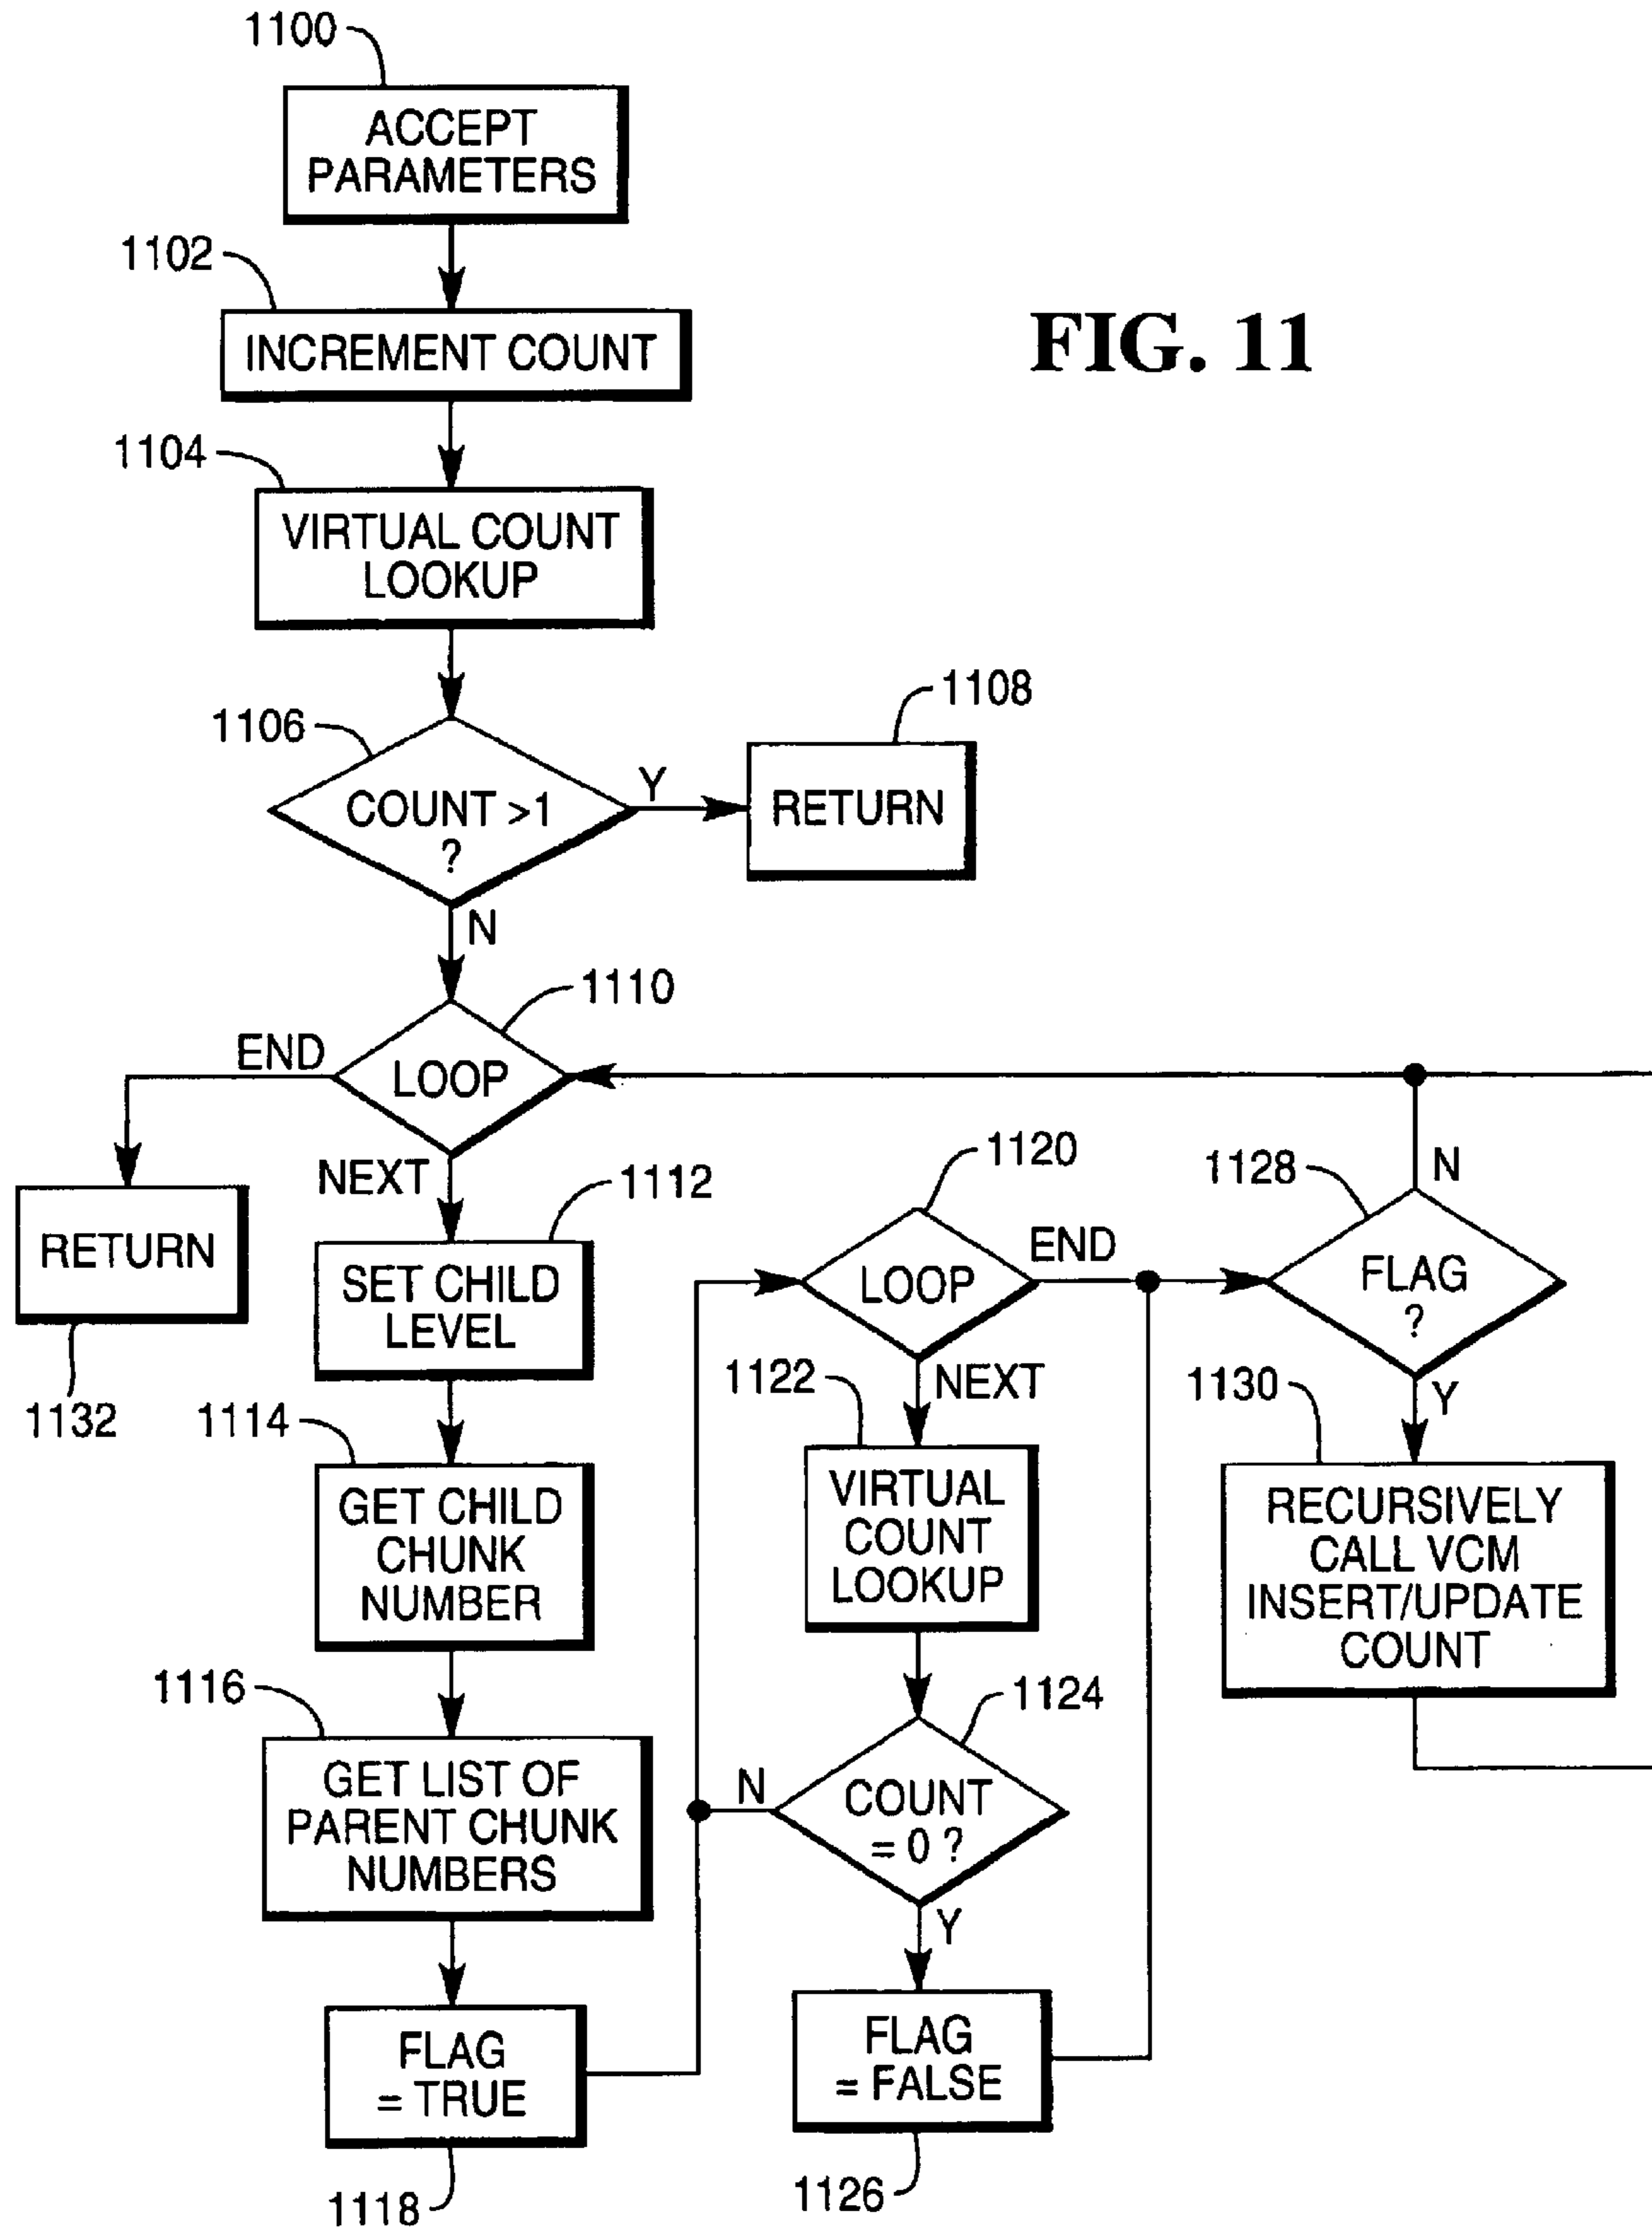 1100
ACCEPT
PARAMETERS
1102
INCREMENT COUNT
FIG. 11
1104
VIRTUAL COUNT
LOOKUP
1106
COUNT >1
?
Y
1108
RETURN
N
1110
LOOP
END
RETURN
1132
NEXT
1112
SET CHILD
LEVEL
1114
GET CHILD
CHUNK
NUMBER
1116
GET LIST OF
PARENT CHUNK
NUMBERS
FLAG
= TRUE
1118
1120
LOOP
END
NEXT
1122
VIRTUAL
COUNT
LOOKUP
1124
COUNT
= 0 ?
N
Y
FLAG
= FALSE
1126
1128
FLAG
?
N
Y
1130
RECURSIVELY
CALL VCM
INSERT/UPDATE
COUNT